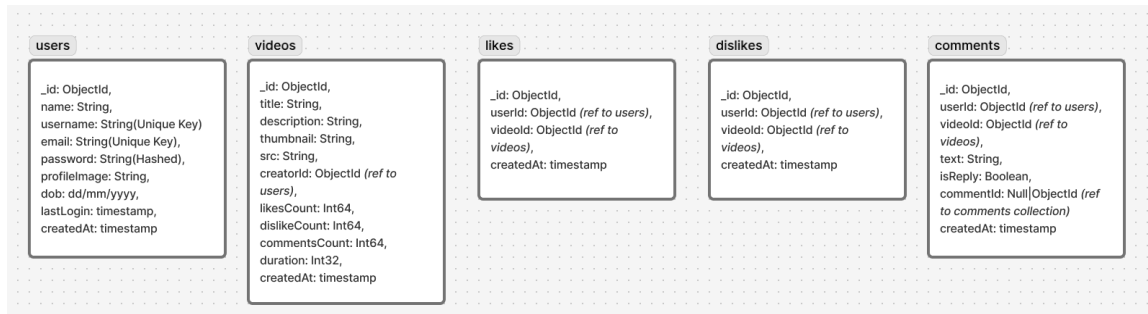 users
_id: ObjectId,
name: String,
username: String(Unique Key)
email: String(Unique Key),
password: String(Hashed),
profileImage: String,
dob: dd/mm/yyyy,
lastLogin: timestamp,
createdAt: timestamp
videos
_id: ObjectId,
title: String,
description: String,
thumbnail: String,
src: String,
creatorId: ObjectId (ref to
users),
likesCount: Int64,
dislikeCount: Int64,
commentsCount: Int64,
duration: Int32,
createdAt: timestamp
likes
_id: ObjectId,
userId: ObjectId (ref to users),
videoId: ObjectId (ref to
videos),
createdAt: timestamp
dislikes
_id: ObjectId,
userId: ObjectId (ref to users),
videoId: ObjectId (ref to
videos),
createdAt: timestamp
comments
_id: ObjectId,
userId: ObjectId (ref to users),
videoId: ObjectId (ref to
videos),
text: String,
isReply: Boolean,
commentId: Null|ObjectId (ref
to comments collection)
createdAt: timestamp